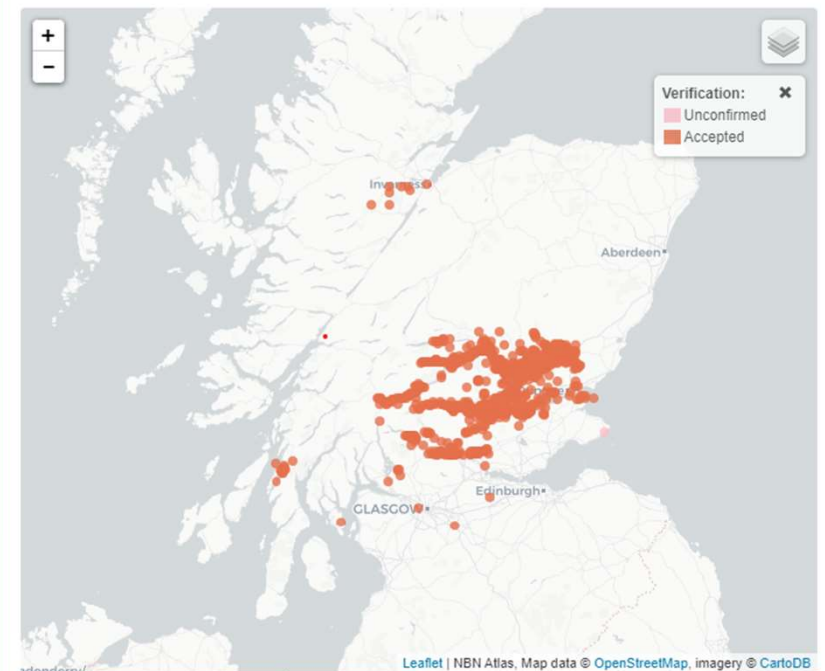 +
−
Verification: ✖
Unconfirmed
Accepted
Aberdeen
Edinburgh
GLASGOW
Leaflet | NBN Atlas, Map data © OpenStreetMap, imagery © CartoDB